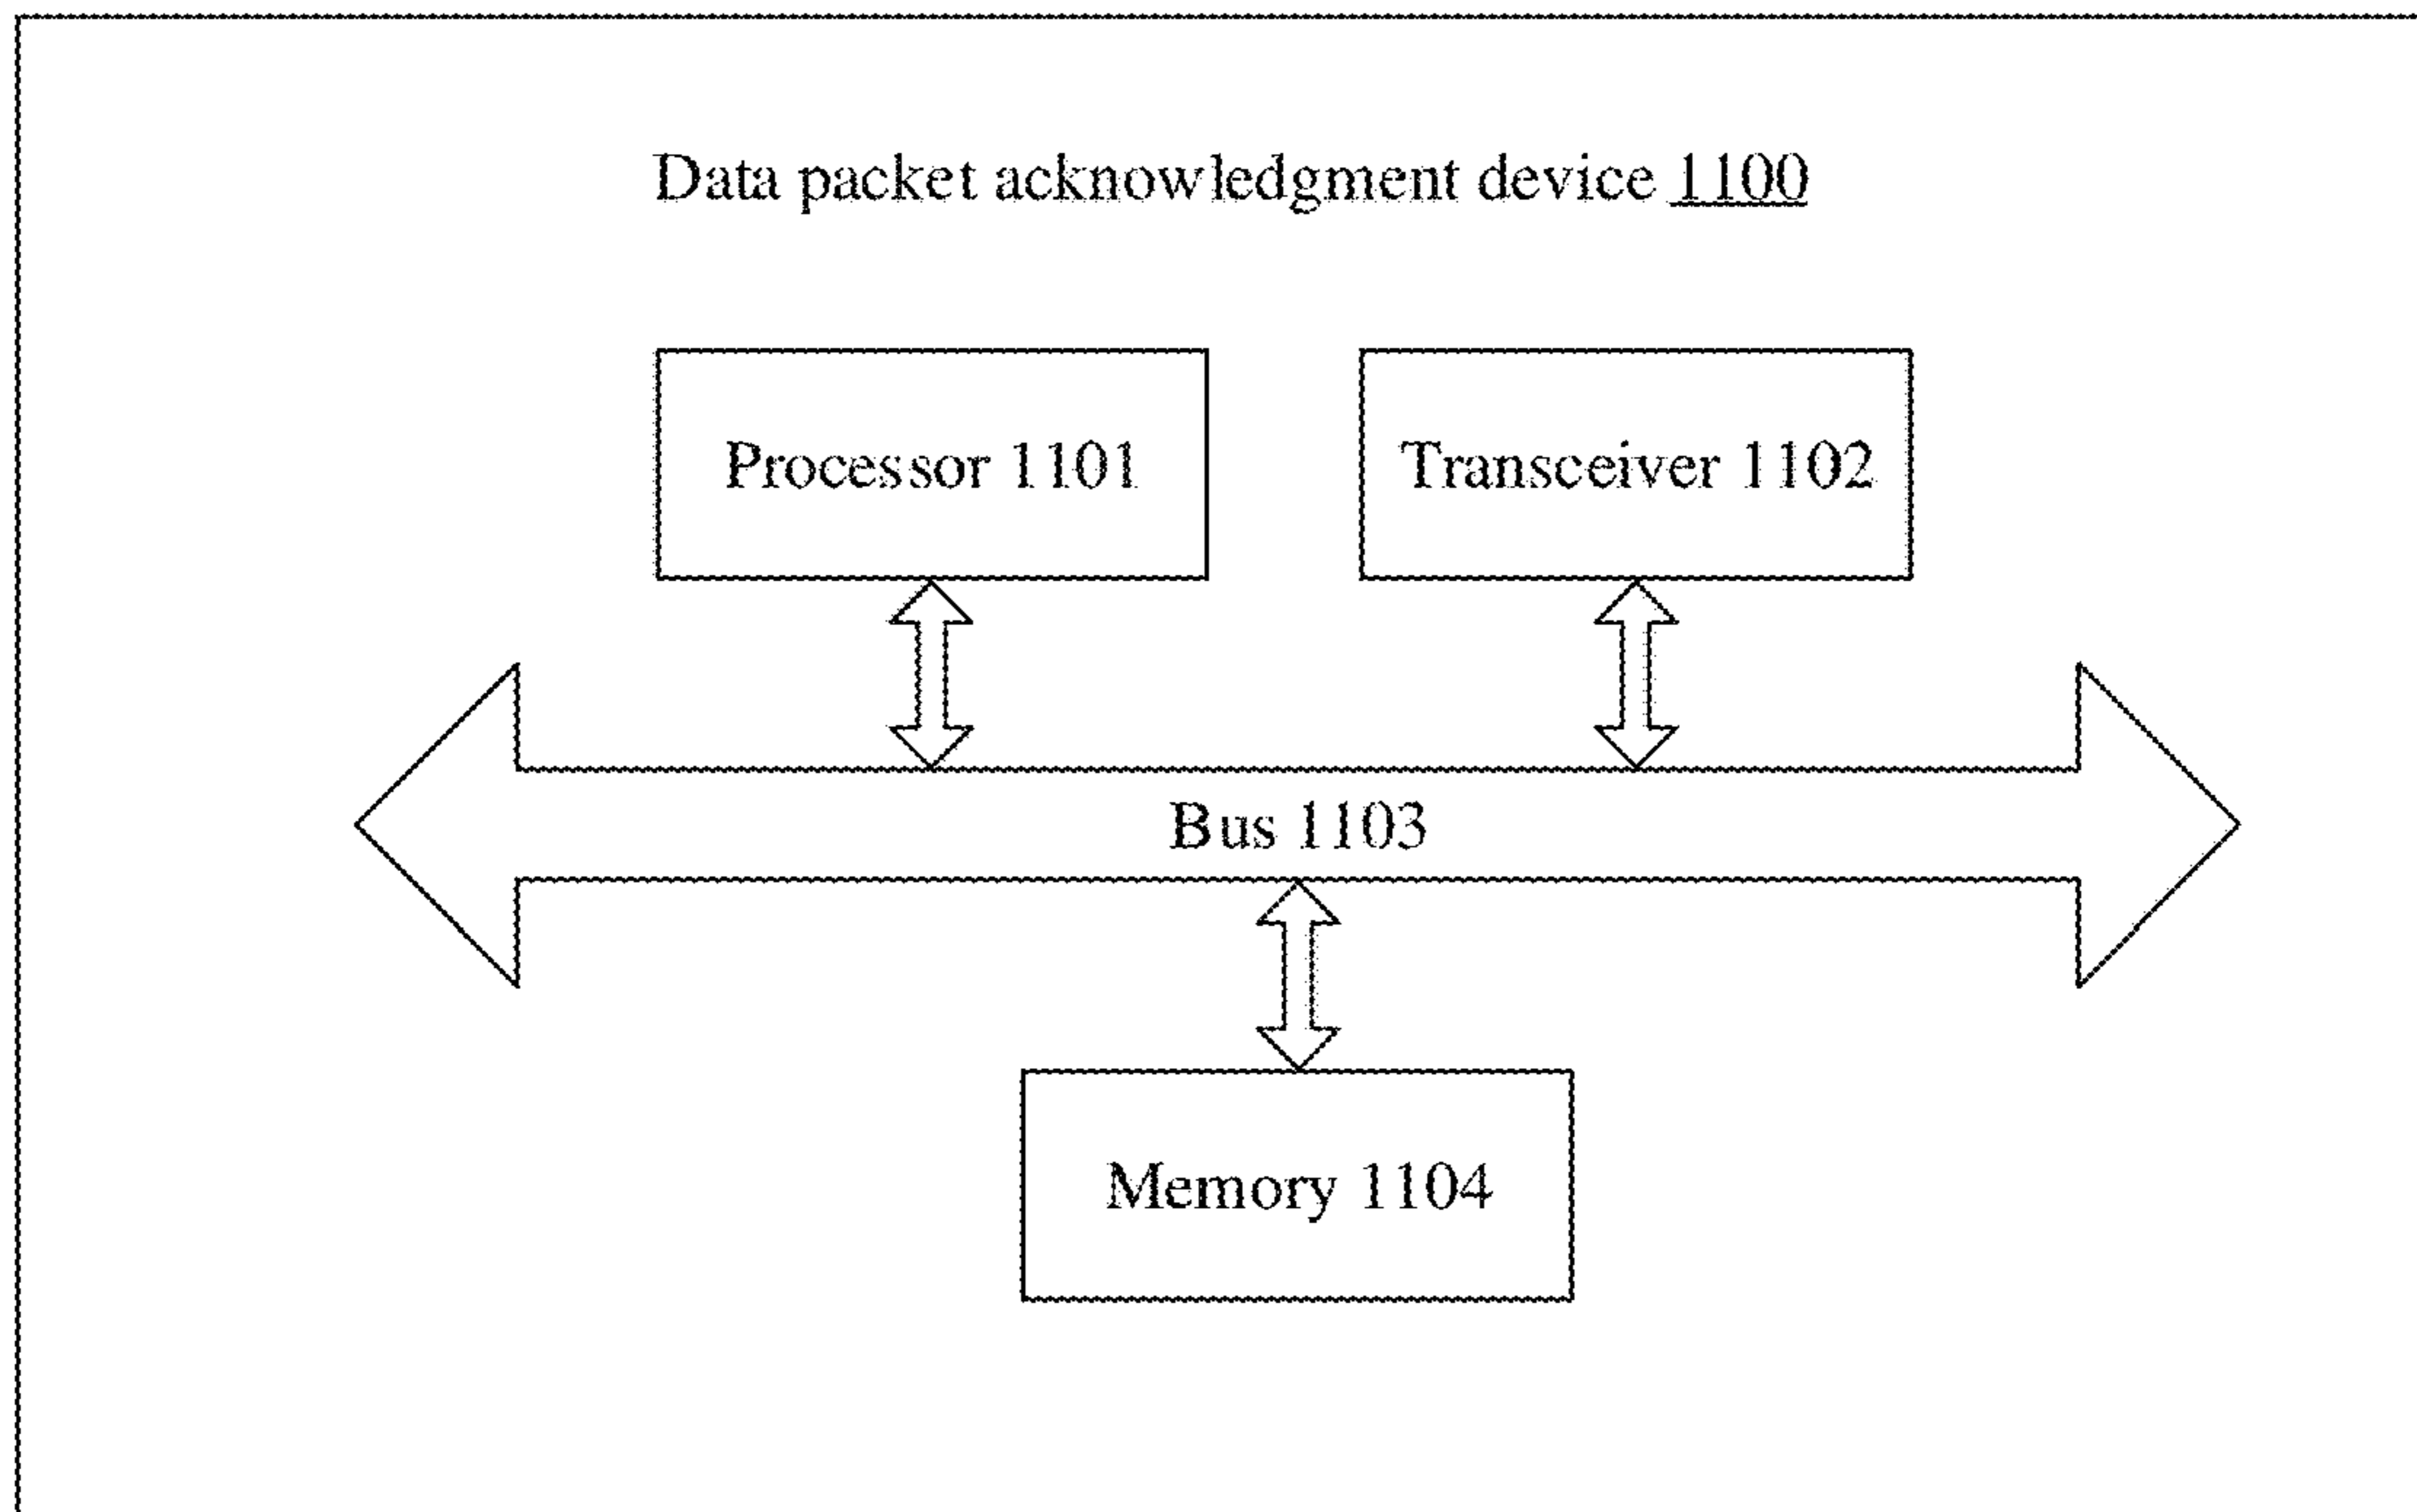 Data packet acknowledgment device 1100
Processor 1101
Transceiver 1102
Bus 1103
Memory 1104